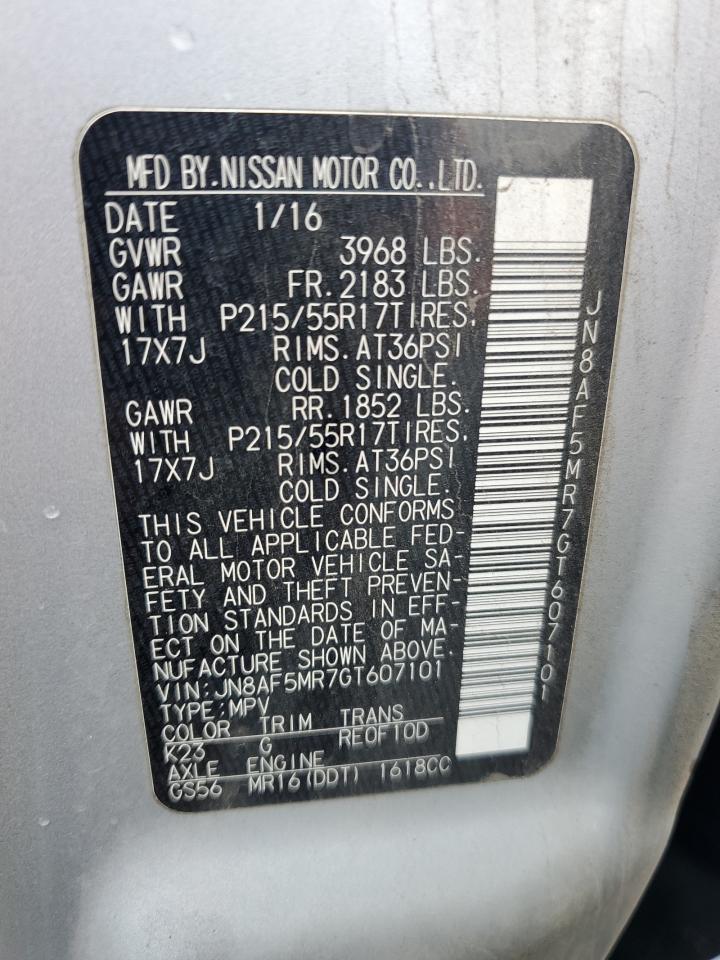 MFD BY.NISSAN MOTOR CO.,LTD.
DATE 1/16
GVWR 3968 LBS.
GAWR FR.2183 LBS.
WITH P215/55R17TIRES,
17X7J RIMS.AT36PSI
COLD SINGLE.
GAWR RR.1852 LBS.
WITH P215/55R17TIRES,
17X7J RIMS.AT36PSI
COLD SINGLE.
THIS VEHICLE CONFORMS
TO ALL APPLICABLE FED-
ERAL MOTOR VEHICLE SA-
FETY AND THEFT PREVEN-
TION STANDARDS IN EFF-
ECT ON THE DATE OF MA-
NUFACTURE SHOWN ABOVE.
VIN:JN8AF5MR7GT607101
TYPE:MPV
COLOR TRIM TRANS
K23 G RE0F10D
AXLE ENGINE
GS56 MR16(DDT) 1618CC
JN8AF5MR7GT607101